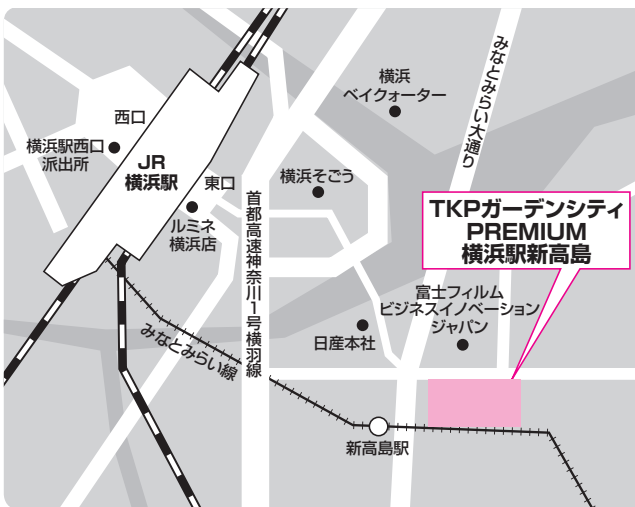 横浜
ベイクォーター
みなとみらい大通り
西口
横浜駅西口
派出所
JR
横浜駅
東口
横浜そごう
ルミネ
横浜店
首都高速神奈川1号横羽線
TKPガーデンシティ
PREMIUM
横浜駅新高島
富士フィルム
ビジネスイノベーション
ジャパン
日産本社
みなとみらい線
新高島駅